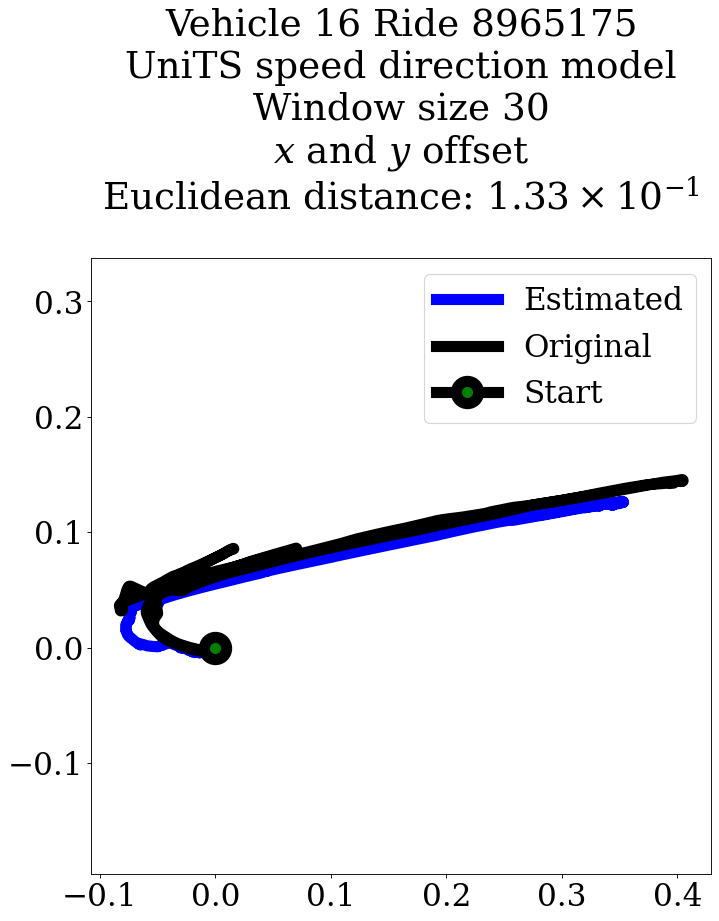 Vehicle 16 Ride 8965175
UniTS speed direction model
Window size 30
x and y offset
Euclidean distance: 1.33 × 10⁻¹
Estimated
Original
Start
0.3
0.2
0.1
0.0
−0.1
−0.1 0.0 0.1 0.2 0.3 0.4